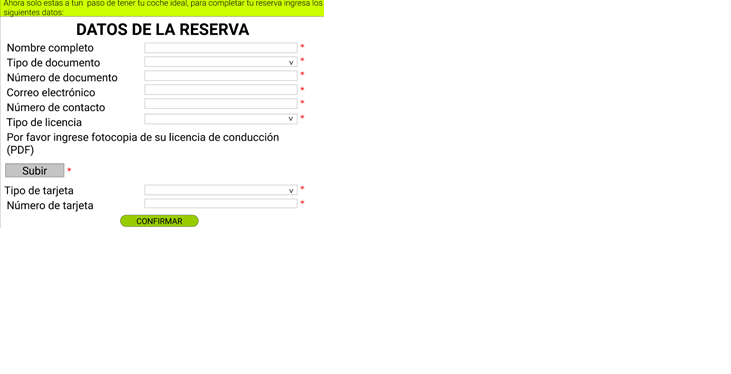 Ahora solo estas a tun paso de tener tu coche ideal, para completar tu reserva ingresa los
siguientes datos:
DATOS DE LA RESERVA
Nombre completo *
Tipo de documento v *
Número de documento *
Correo electrónico *
Número de contacto *
Tipo de licencia v *
Por favor ingrese fotocopia de su licencia de conducción
(PDF)
Subir *
Tipo de tarjeta v *
Número de tarjeta *
CONFIRMAR